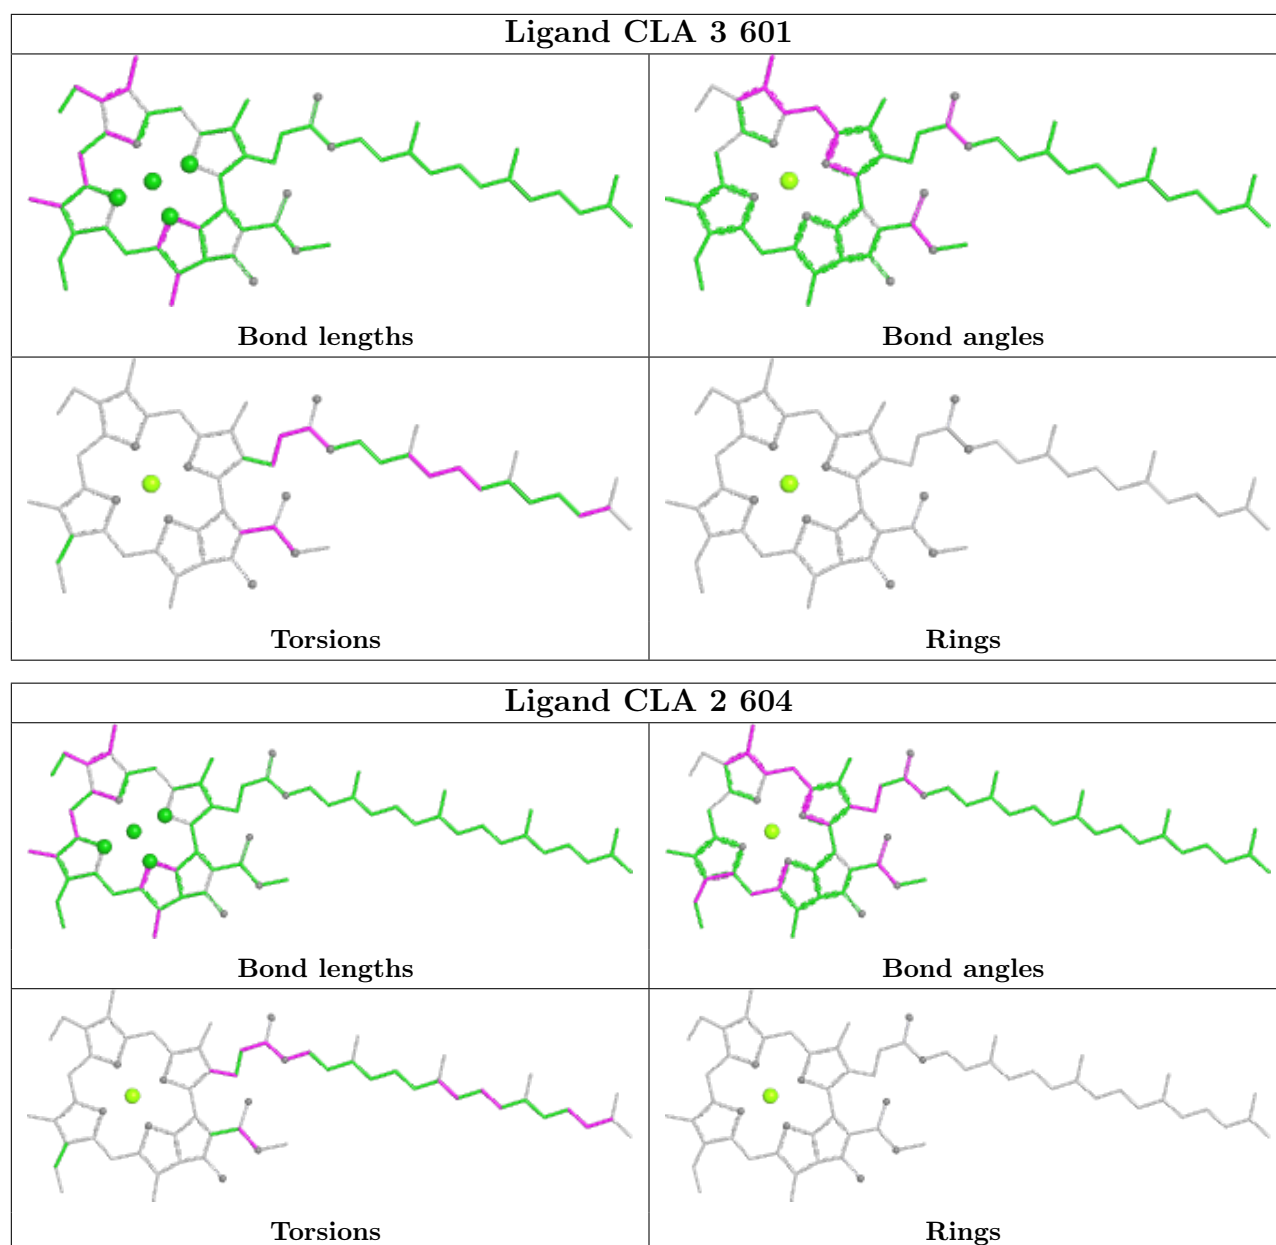 Ligand CLA 3 601
Bond lengths
Bond angles
Torsions
Rings
Ligand CLA 2 604
Bond lengths
Bond angles
Torsions
Rings